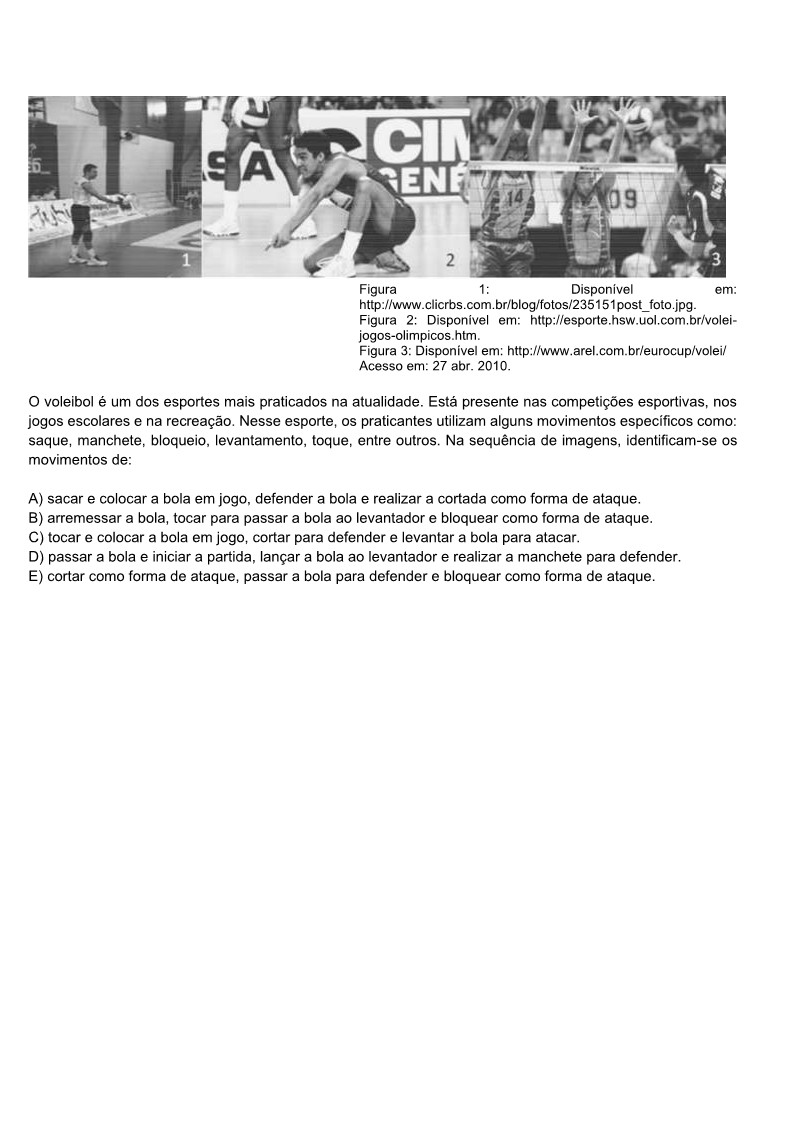 1
2
3
CIM
GENÉ
14
7
09
Figura 1: Disponível em:
http://www.clicrbs.com.br/blog/fotos/235151post_foto.jpg.
Figura 2: Disponível em: http://esporte.hsw.uol.com.br/volei-
jogos-olimpicos.htm.
Figura 3: Disponível em: http://www.arel.com.br/eurocup/volei/
Acesso em: 27 abr. 2010.
O voleibol é um dos esportes mais praticados na atualidade. Está presente nas competições esportivas, nos
jogos escolares e na recreação. Nesse esporte, os praticantes utilizam alguns movimentos específicos como:
saque, manchete, bloqueio, levantamento, toque, entre outros. Na sequência de imagens, identificam-se os
movimentos de:
A) sacar e colocar a bola em jogo, defender a bola e realizar a cortada como forma de ataque.
B) arremessar a bola, tocar para passar a bola ao levantador e bloquear como forma de ataque.
C) tocar e colocar a bola em jogo, cortar para defender e levantar a bola para atacar.
D) passar a bola e iniciar a partida, lançar a bola ao levantador e realizar a manchete para defender.
E) cortar como forma de ataque, passar a bola para defender e bloquear como forma de ataque.